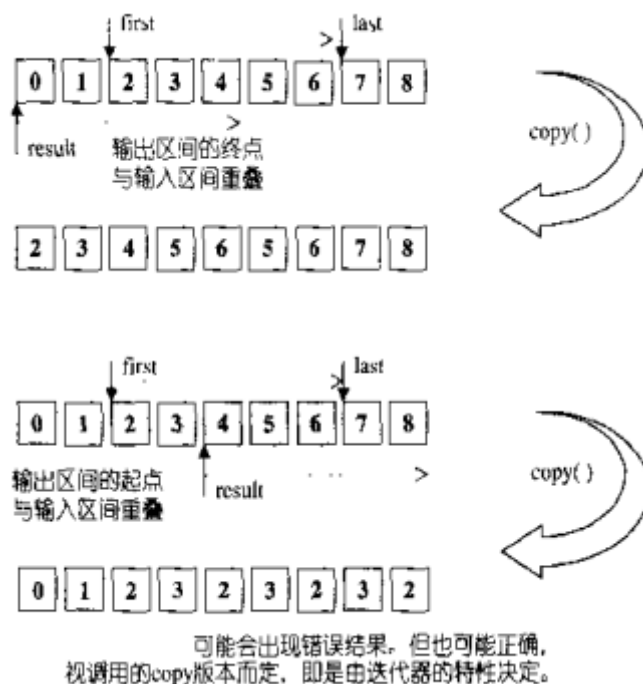 first
last
0 1 2 3 4 5 6 7 8
result
输出区间的终点
与输入区间重叠
copy( )
2 3 4 5 6 5 6 7 8
first
last
0 1 2 3 4 5 6 7 8
输出区间的起点
与输入区间重叠
result
copy( )
0 1 2 3 2 3 2 3 2
可能会出现错误结果。但也可能正确，
视调用的copy版本而定，即是由迭代器的特性决定。